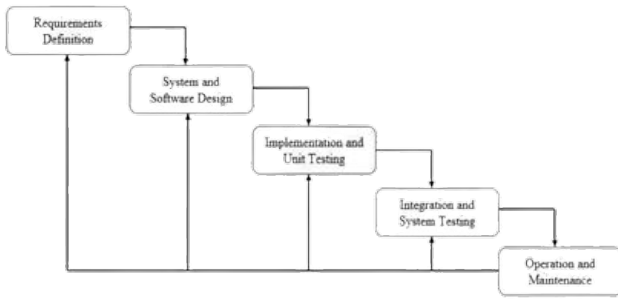 Requirements
Definition
System and
Software Design
Implementation and
Unit Testing
Integration and
System Testing
Operation and
Maintenance